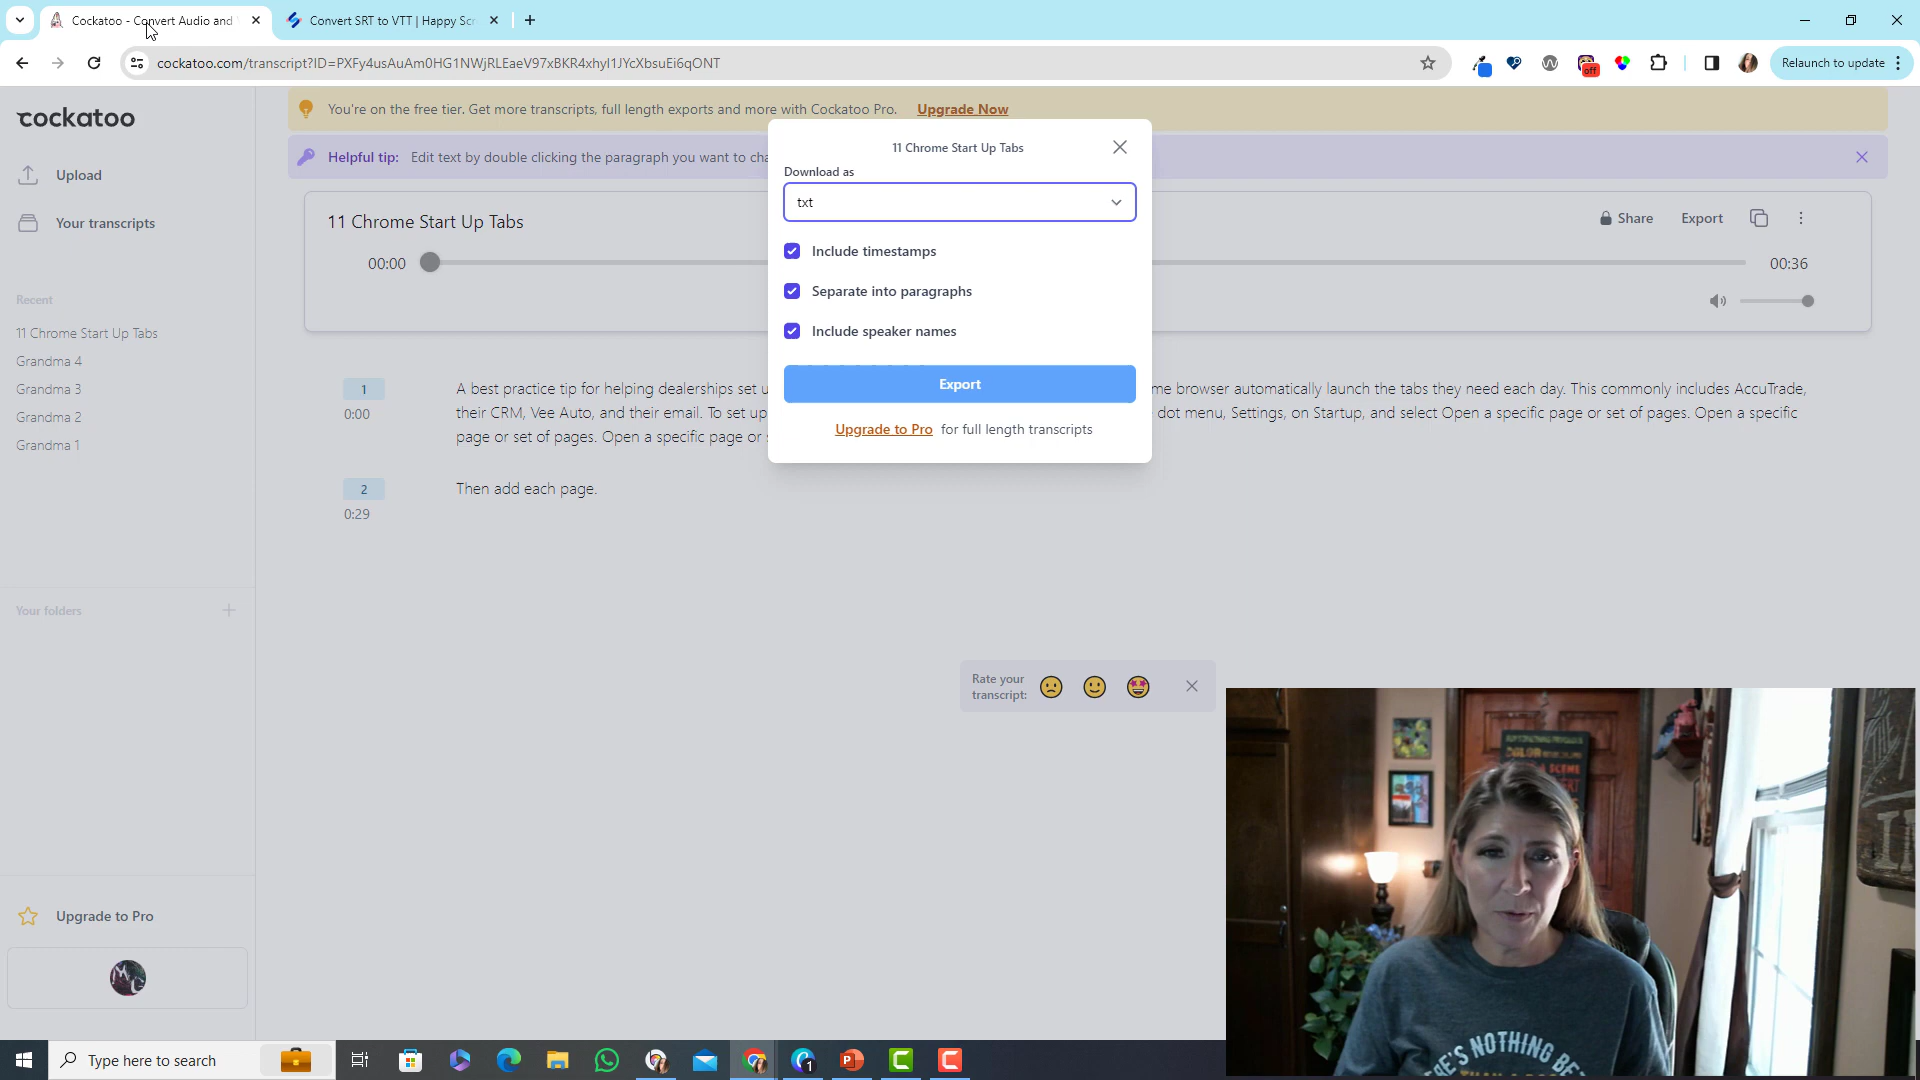 Cockatoo - Convert Audio and
Convert SRT to VTT | Happy Sc
cockatoo.com/transcript?ID=PXFy4usAuAm0HG1NWjRLEaeV97xBKR4xhyI1JYcXbsuEi6qONT
off
Relaunch to update
cockatoo
Upload
Your transcripts
Recent
11 Chrome Start Up Tabs
Grandma 4
Grandma 3
Grandma 2
Grandma 1
Your folders
Upgrade to Pro
You're on the free tier. Get more transcripts, full length exports and more with Cockatoo Pro. Upgrade Now
Helpful tip: Edit text by double clicking the paragraph you want to cha
11 Chrome Start Up Tabs
Share
Export
00:00
00:36
11 Chrome Start Up Tabs
Download as
txt
Include timestamps
Separate into paragraphs
Include speaker names
Export
Upgrade to Pro for full length transcripts
1
0:00
A best practice tip for helping dealerships set u me browser automatically launch the tabs they need each day. This commonly includes AccuTrade,
their CRM, Vee Auto, and their email. To set up dot menu, Settings, on Startup, and select Open a specific page or set of pages. Open a specific
page or set of pages. Open a specific page or
2
0:29
Then add each page.
Rate your
transcript:
Type here to search
1